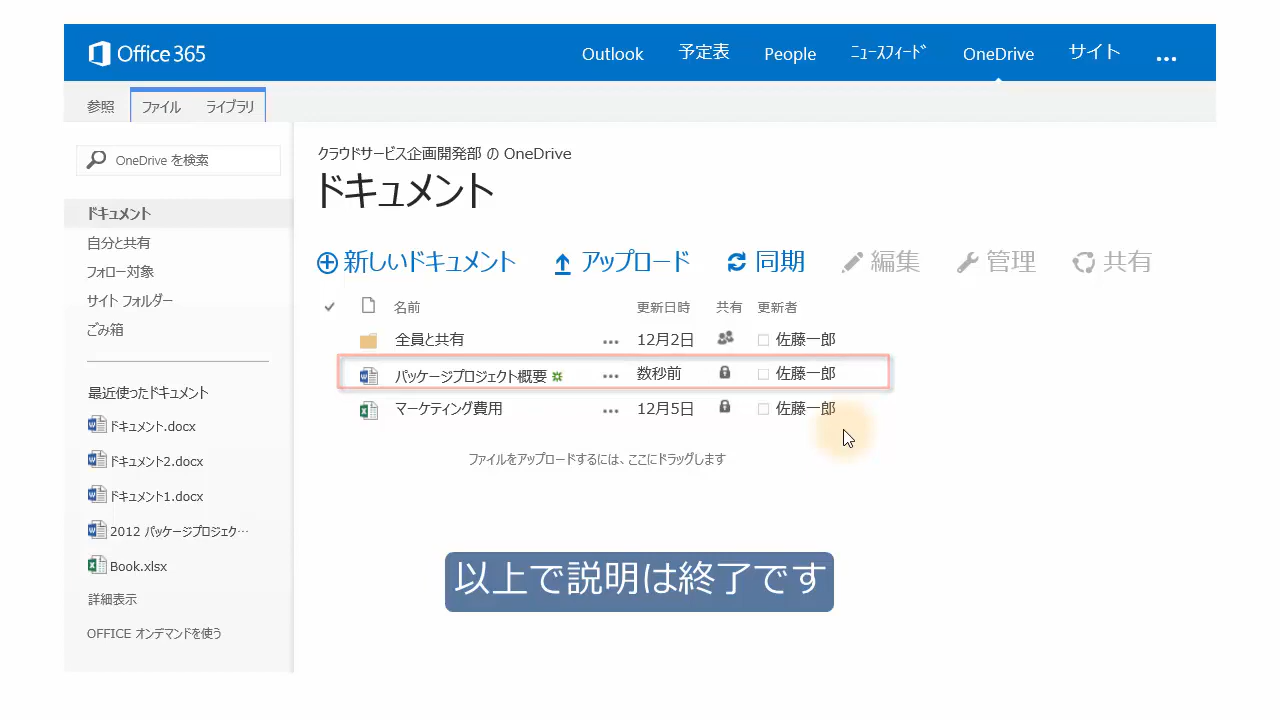 Office 365
Outlook 予定表 People ﾆｭｰｽﾌｨｰﾄﾞ OneDrive サイト ...
参照 ファイル ライブラリ
OneDrive を検索
ドキュメント
自分と共有
フォロー対象
サイト フォルダー
ごみ箱
最近使ったドキュメント
ドキュメント.docx
ドキュメント2.docx
ドキュメント1.docx
2012 パッケージプロジェク…
Book.xlsx
詳細表示
OFFICE オンデマンドを使う
クラウドサービス企画開発部 の OneDrive
ドキュメント
新しいドキュメント アップロード 同期 編集 管理 共有
名前 更新日時 共有 更新者
全員と共有 ... 12月2日 佐藤一郎
パッケージプロジェクト概要 ... 数秒前 佐藤一郎
マーケティング費用 ... 12月5日 佐藤一郎
ファイルをアップロードするには、ここにドラッグします
以上で説明は終了です